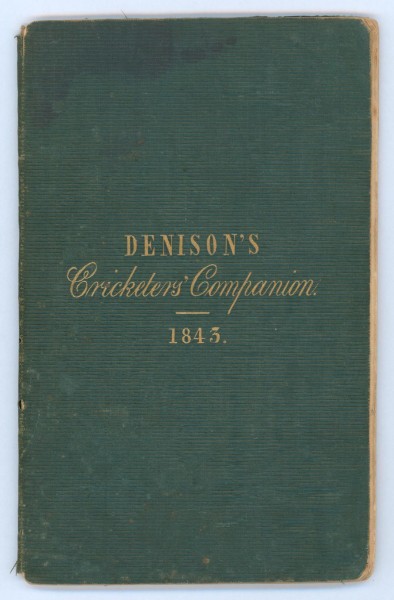 DENISON'S
Cricketers' Companion.
1843.